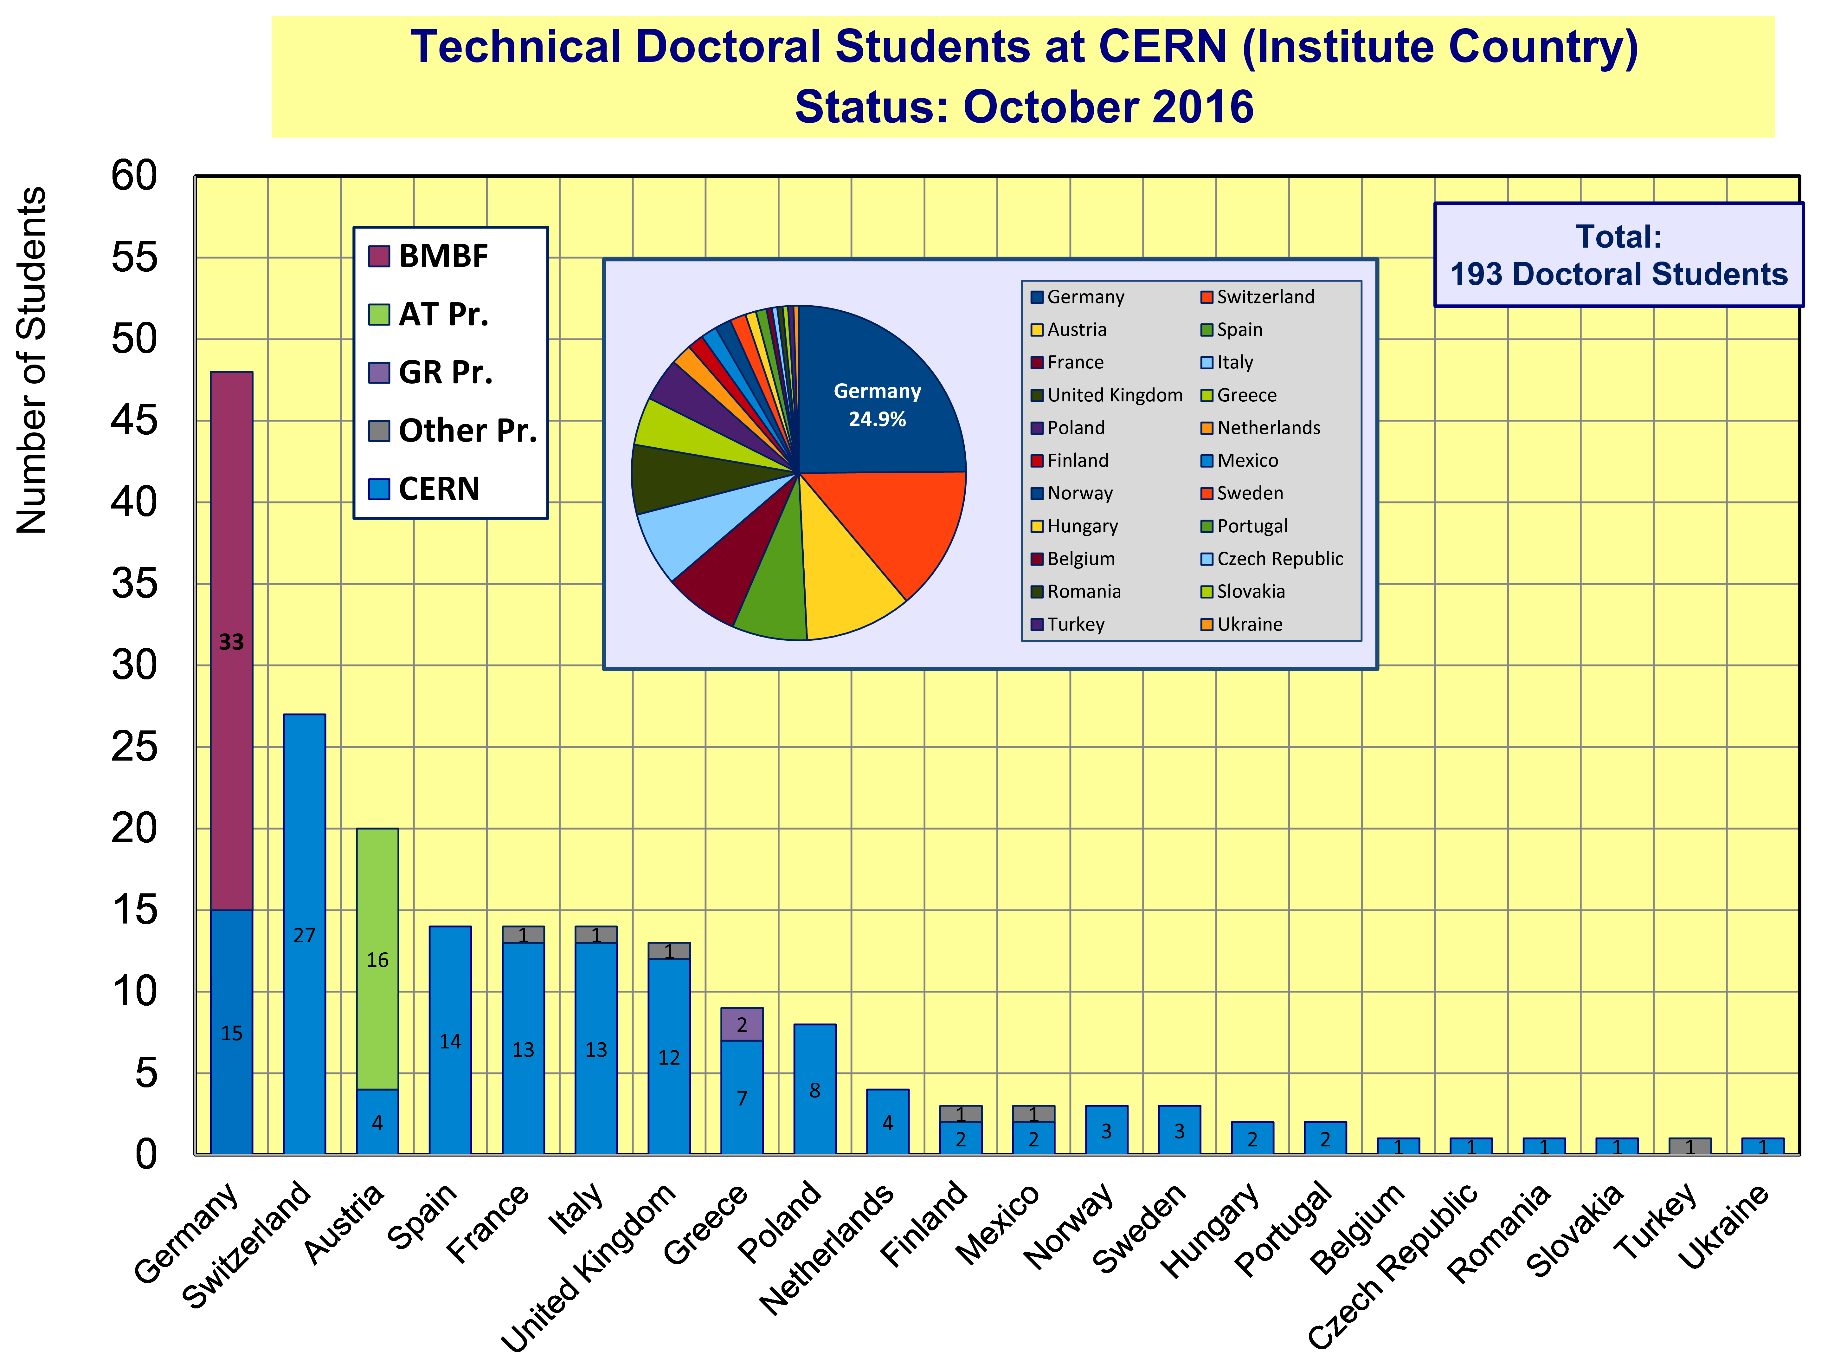 Technical Doctoral Students at CERN (Institute Country)
Status: October 2016
Number of Students
60
55
50
45
40
35
30
25
20
15
10
5
0
BMBF
AT Pr.
GR Pr.
Other Pr.
CERN
Germany
24.9%
Germany Switzerland
Austria Spain
France Italy
United Kingdom Greece
Poland Netherlands
Finland Mexico
Norway Sweden
Hungary Portugal
Belgium Czech Republic
Romania Slovakia
Turkey Ukraine
Total:
193 Doctoral Students
33
15
27
16
4
14
1
13
1
13
1
12
2
7
8
4
1
2
1
2
3
3
2
2
1
1
1
1
1
1
Germany
Switzerland
Austria
Spain
France
Italy
United Kingdom
Greece
Poland
Netherlands
Finland
Mexico
Norway
Sweden
Hungary
Portugal
Belgium
Czech Republic
Romania
Slovakia
Turkey
Ukraine